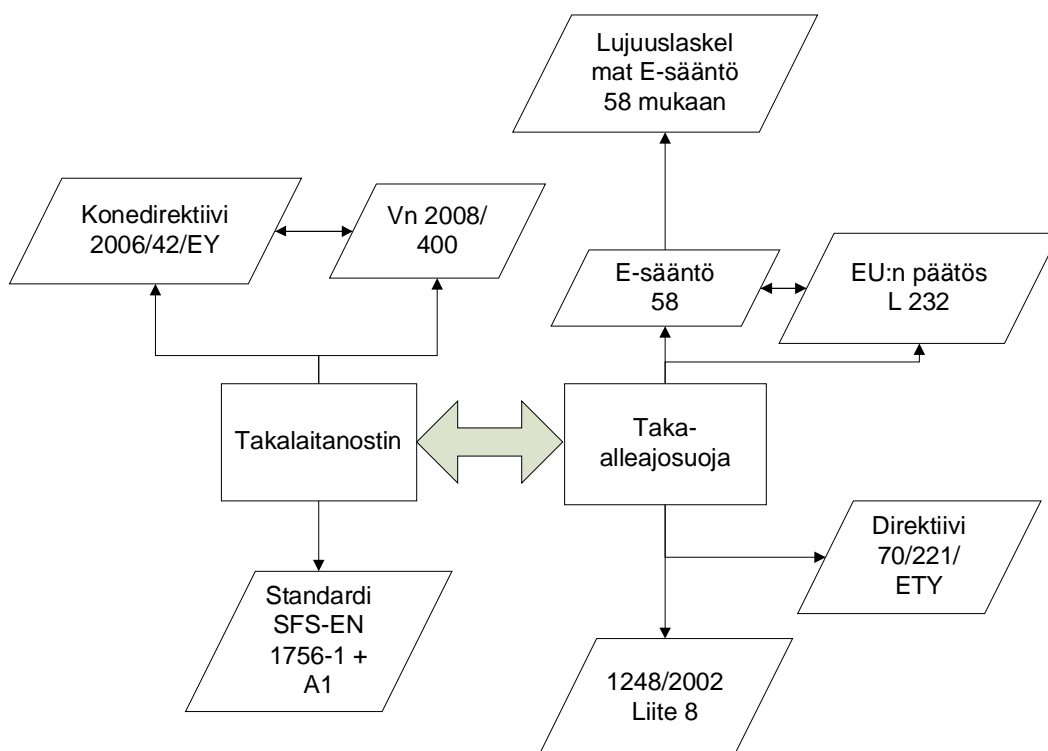 Lujuuslaskel
mat E-sääntö
58 mukaan
Konedirektiivi
2006/42/EY
Vn 2008/
400
E-sääntö
58
EU:n päätös
L 232
Takalaitanostin
Taka-
alleajosuoja
Direktiivi
70/221/
ETY
Standardi
SFS-EN
1756-1 +
A1
1248/2002
Liite 8